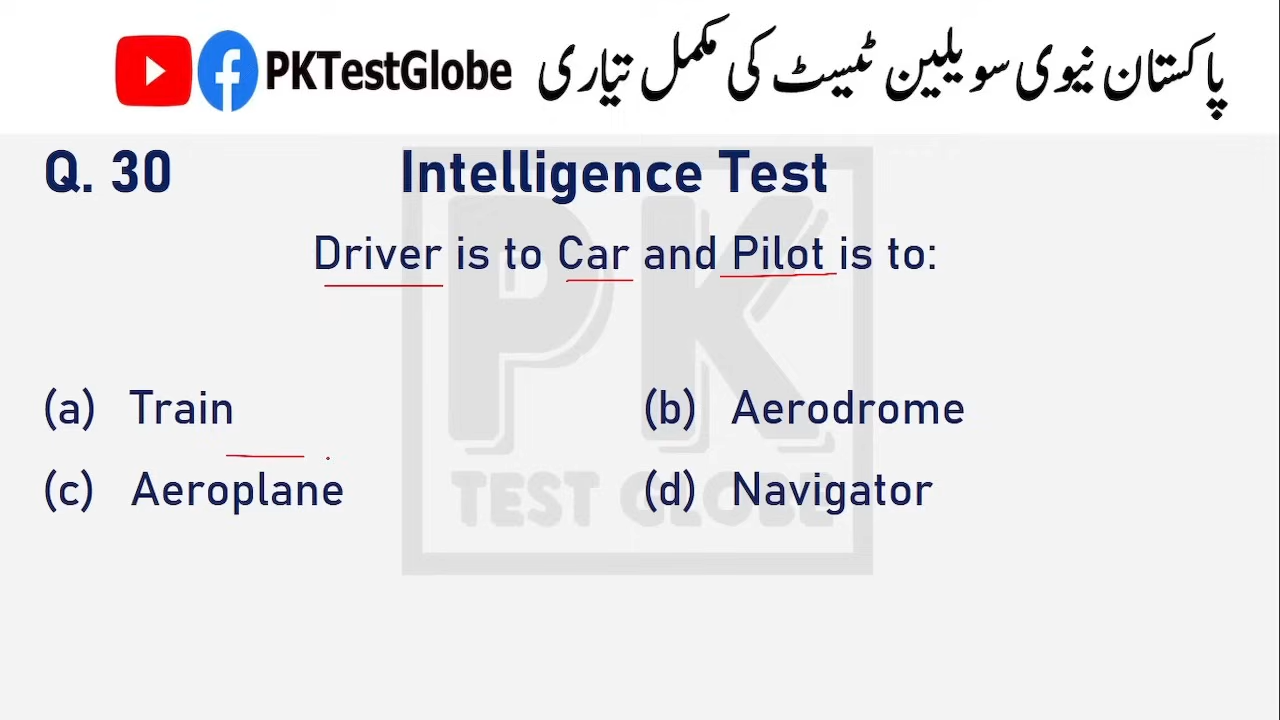 PKTestGlobe پاکستان نیوی سویلین ٹیسٹ کی مکمل تیاری
Q. 30 Intelligence Test
Driver is to Car and Pilot is to:
(a) Train (b) Aerodrome
(c) Aeroplane (d) Navigator
PK
TEST GLOBE